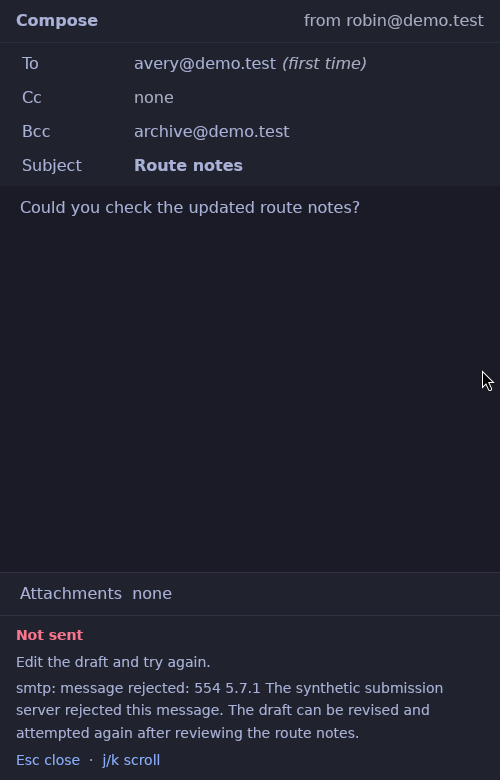 Compose from robin@demo.test
To avery@demo.test (first time)
Cc none
Bcc archive@demo.test
Subject Route notes
Could you check the updated route notes?
Attachments none
Not sent
Edit the draft and try again.
smtp: message rejected: 554 5.7.1 The synthetic submission
server rejected this message. The draft can be revised and
attempted again after reviewing the route notes.
Esc close · j/k scroll